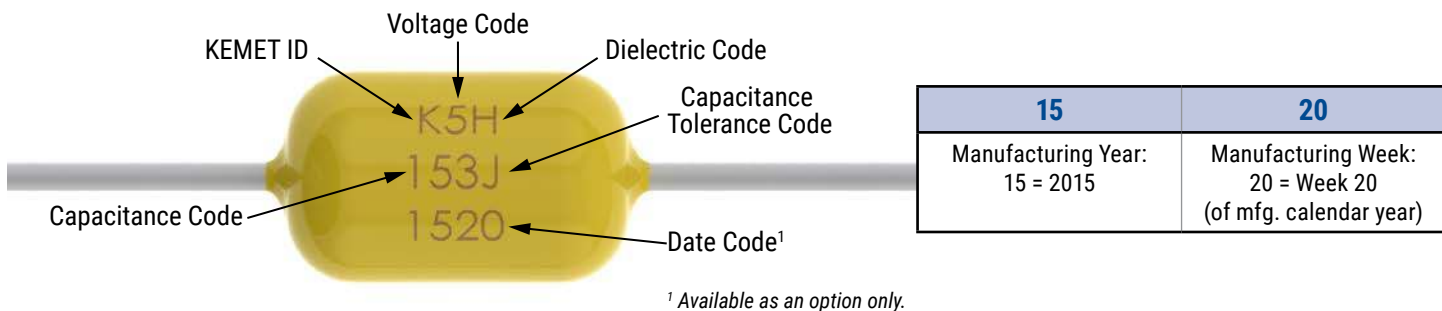 Voltage Code
KEMET ID
Dielectric Code
Capacitance
Tolerance Code
K5H
153J
1520
Capacitance Code
Date Code1
1 Available as an option only.
15 20
Manufacturing Year: Manufacturing Week:
15 = 2015 20 = Week 20
(of mfg. calendar year)